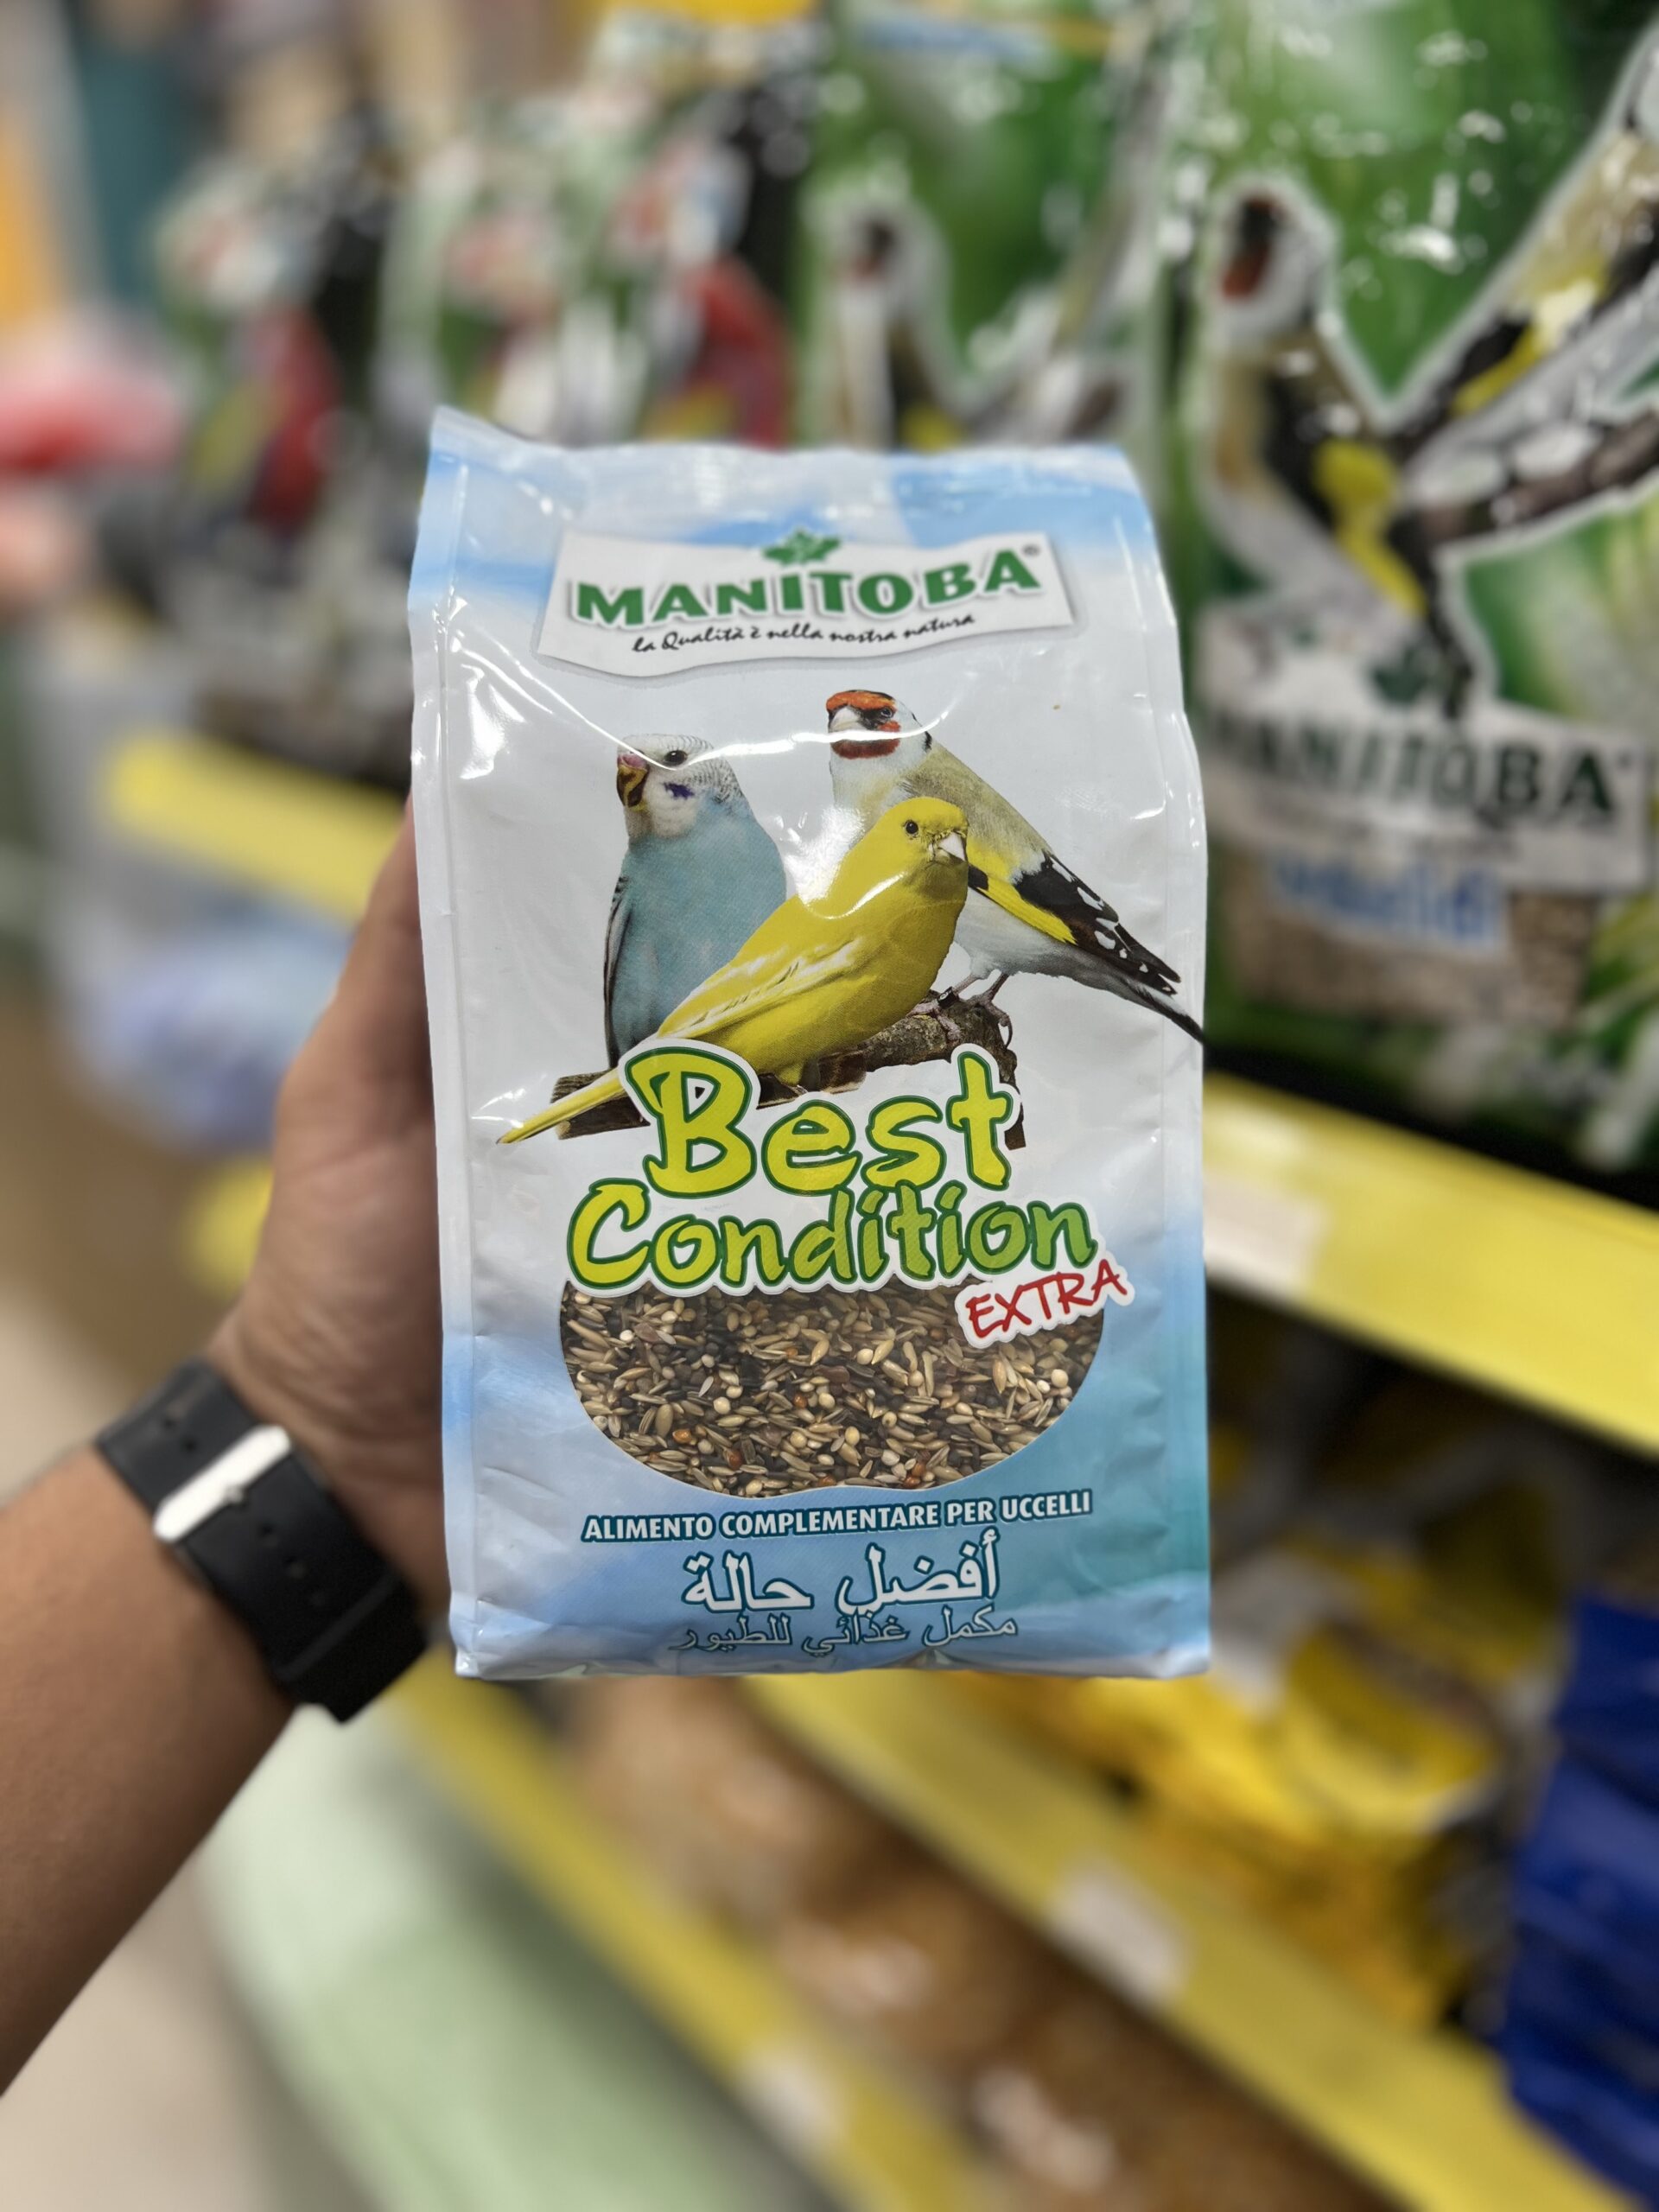 MANITOBA®
la Qualità è nella nostra natura
Best
Condition
EXTRA
ALIMENTO COMPLEMENTARE PER UCCELLI
أفضل حالة
مكمل غذائي للطيور
MANITOBA